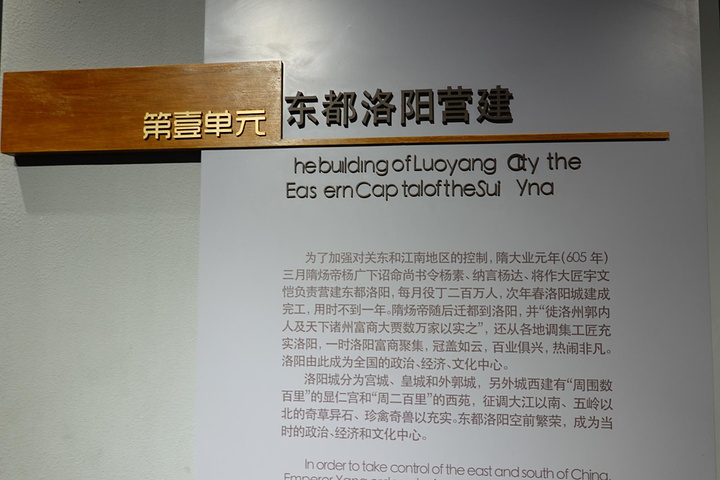 第壹单元
东都洛阳营建
he building of Luoyang City the
Eas ern Cap tal of the Sui Yna
为了加强对关东和江南地区的控制，隋大业元年(605 年)
三月隋炀帝杨广下诏命尚书令杨素、纳言杨达、将作大匠宇文
恺负责营建东都洛阳，每月役丁二百万人，次年春洛阳城建成
完工，用时不到一年。隋炀帝随后迁都到洛阳，并“徙洛州郭内
人及天下诸州富商大贾数万家以实之”，还从各地调集工匠充
实洛阳，一时洛阳富商聚集，冠盖如云，百业俱兴，热闹非凡。
洛阳由此成为全国的政治、经济、文化中心。
洛阳城分为宫城、皇城和外郭城，另外城西建有“周围数
百里”的显仁宫和“周二百里”的西苑，征调大江以南、五岭以
北的奇草异石、珍禽奇兽以充实。东都洛阳空前繁荣，成为当
时的政治、经济和文化中心。
In order to take control of the east and south of China,
Emperor Yang